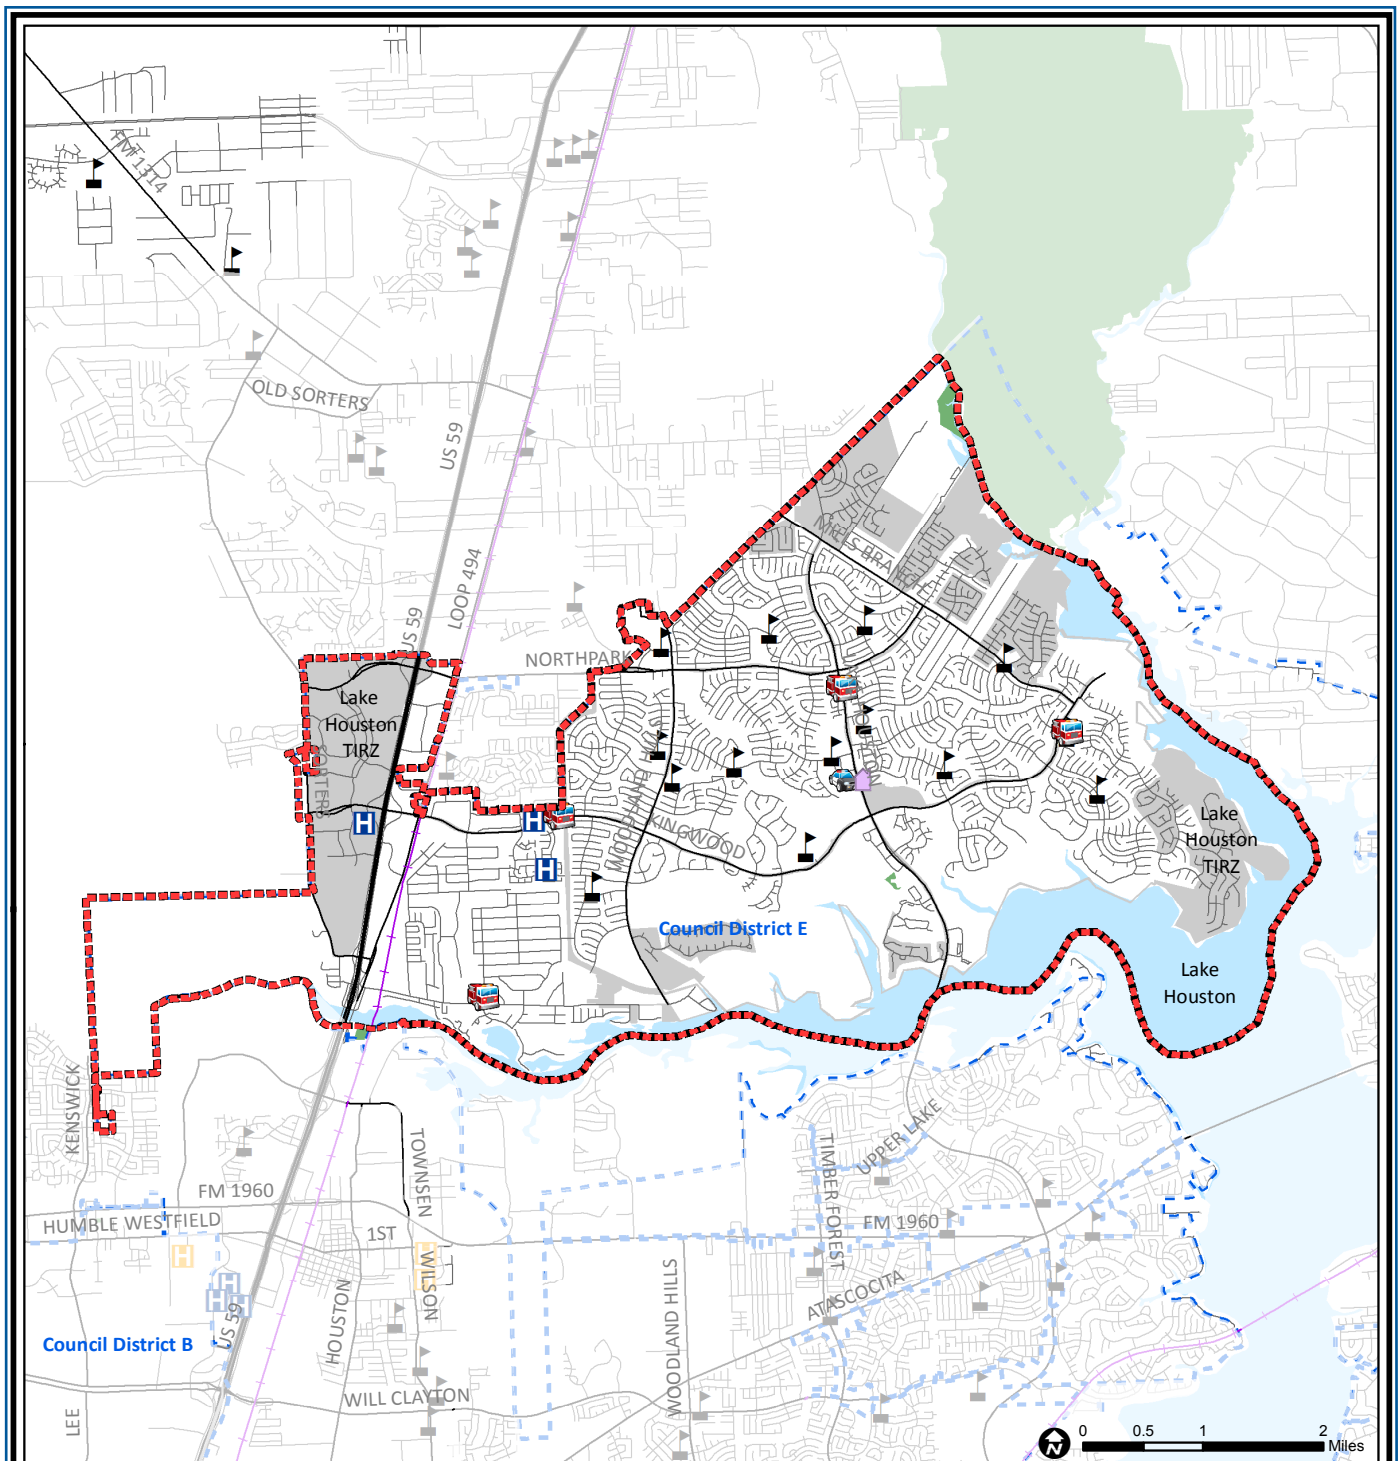 FM 1314
OLD SORTERS
US 59
LOOP 494
US 59
NORTHPARK
MILLS BRANCH
Lake
Houston
TIRZ
SORTERS
H
H
H
WOODLAND HILLS
KINGWOOD
Lake
Houston
TIRZ
Council District E
Lake
Houston
KENSWICK
TOWNSEN
TIMBER FOREST
UPPER LAKE
FM 1960
HUMBLE WESTFIELD
1ST
FM 1960
H
H
WILSON
H
H
H
HOUSTON
WOODLAND HILLS
ATASCOCITA
US 59
Council District B
WILL CLAYTON
LEE
N
0 0.5 1 2
Miles